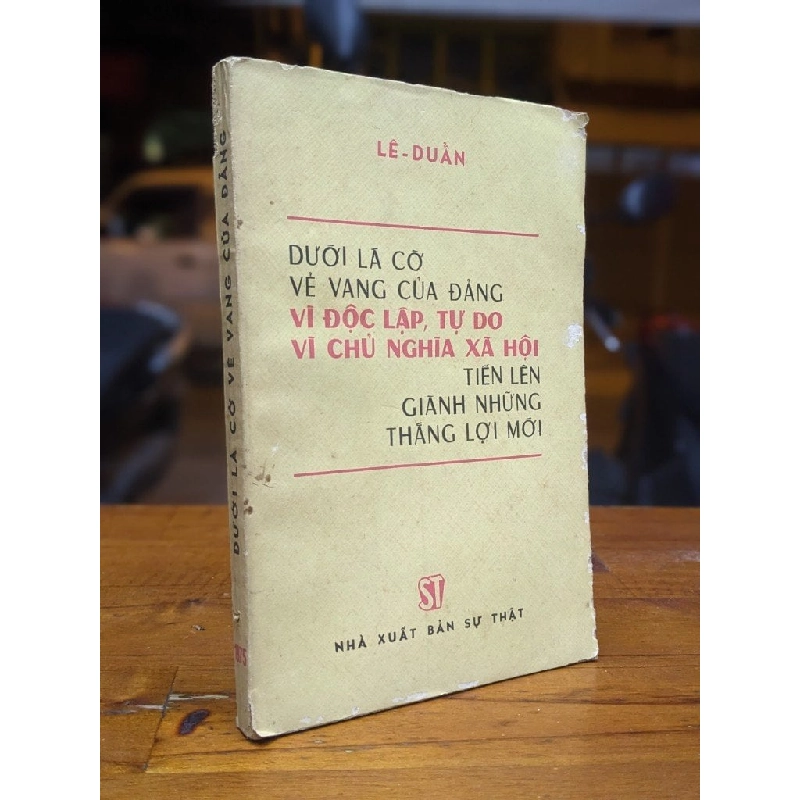 LÊ-DUẨN
DƯỚI LÁ CỜ
VẺ VANG CỦA ĐẢNG
VÌ ĐỘC LẬP, TỰ DO
VÌ CHỦ NGHĨA XÃ HỘI
TIẾN LÊN
GIÀNH NHỮNG
THẮNG LỢI MỚI
ST
NHÀ XUẤT BẢN SỰ THẬT
DƯỚI LÁ CỜ VẺ VANG CỦA ĐẢNG